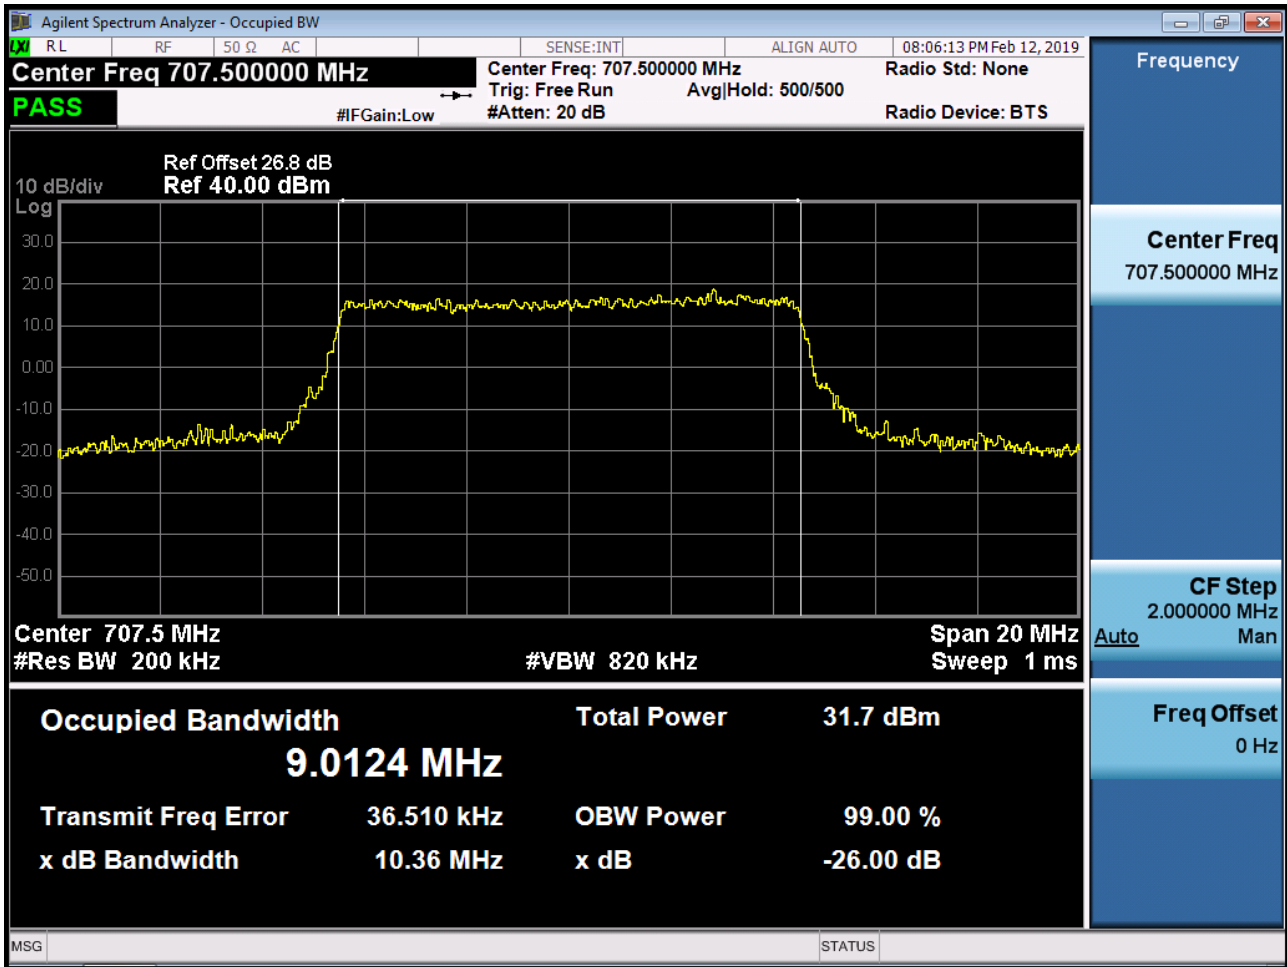 Agilent Spectrum Analyzer - Occupied BW
LXI RL RF 50 Ω AC SENSE:INT ALIGN AUTO 08:06:13 PM Feb 12, 2019
Center Freq 707.500000 MHz
Center Freq: 707.500000 MHz Radio Std: None
Trig: Free Run Avg|Hold: 500/500
PASS
#IFGain:Low #Atten: 20 dB Radio Device: BTS
Ref Offset 26.8 dB
10 dB/div Ref 40.00 dBm
Log
30.0
20.0
10.0
0.00
-10.0
-20.0
-30.0
-40.0
-50.0
Center 707.5 MHz Span 20 MHz
#Res BW 200 kHz #VBW 820 kHz Sweep 1 ms
Occupied Bandwidth Total Power 31.7 dBm
9.0124 MHz
Transmit Freq Error 36.510 kHz OBW Power 99.00 %
x dB Bandwidth 10.36 MHz x dB -26.00 dB
MSG STATUS
Frequency
Center Freq
707.500000 MHz
CF Step
2.000000 MHz
Auto Man
Freq Offset
0 Hz